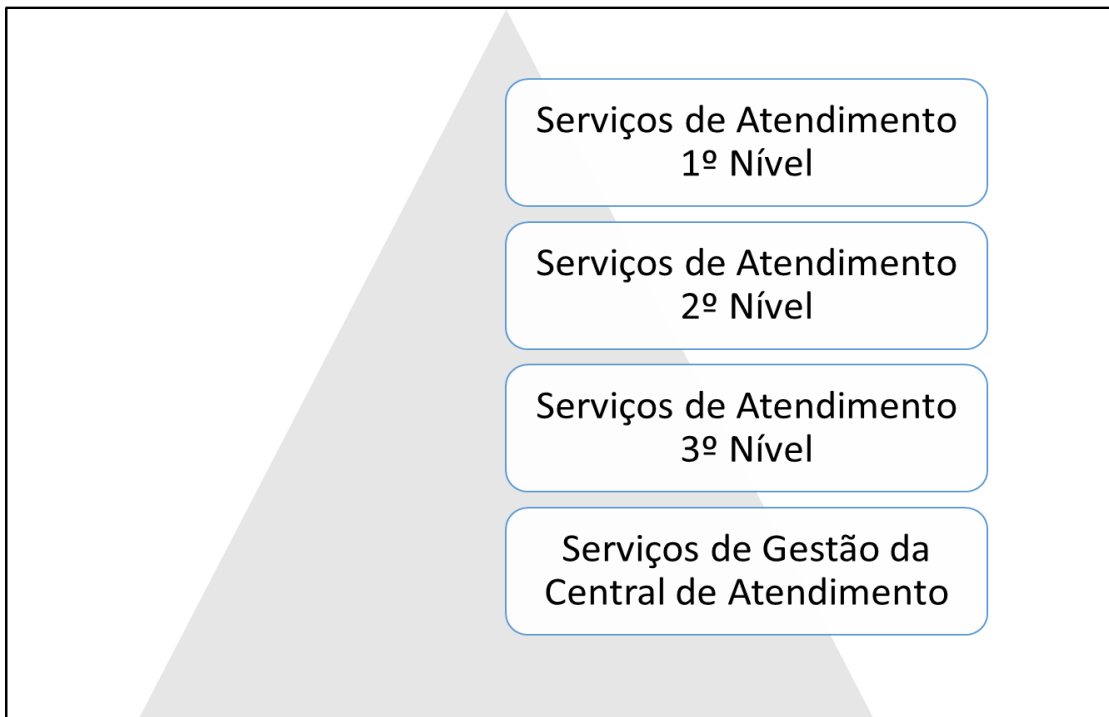 Serviços de Atendimento
1º Nível
Serviços de Atendimento
2º Nível
Serviços de Atendimento
3º Nível
Serviços de Gestão da
Central de Atendimento